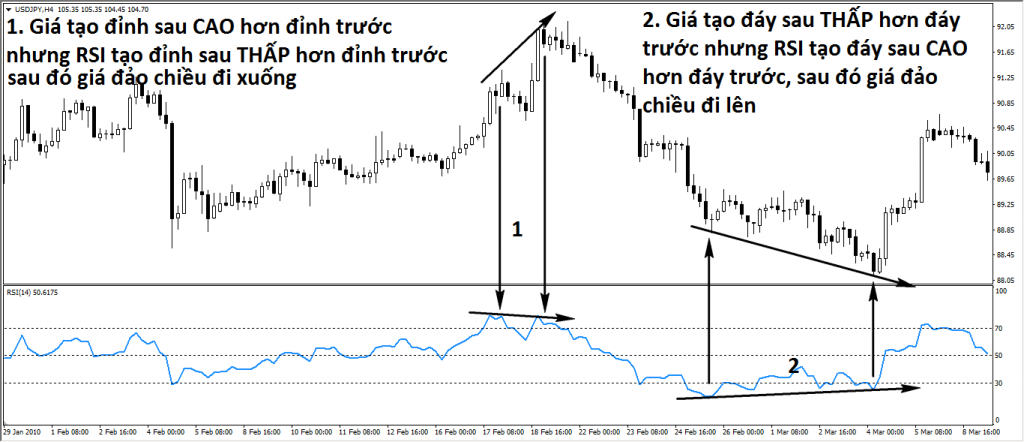 USDJPY,H4 105.35 105.35 104.45 104.70
1. Giá tạo đỉnh sau CAO hơn đỉnh trước
nhưng RSI tạo đỉnh sau THẤP hơn đỉnh trước
sau đó giá đảo chiều đi xuống
2. Giá tạo đáy sau THẤP hơn đáy
trước nhưng RSI tạo đáy sau CAO
hơn đáy trước, sau đó giá đảo
chiều đi lên
92.05
91.65
91.25
90.85
90.45
90.05
89.65
89.25
88.85
88.45
88.05
1
RSI(14) 50.6175
100
70
50
30
0
2
29 Jan 2010 1 Feb 08:00 2 Feb 16:00 4 Feb 00:00 5 Feb 08:00 8 Feb 16:00 10 Feb 00:00 11 Feb 08:00 12 Feb 16:00 16 Feb 00:00 17 Feb 08:00 18 Feb 16:00 22 Feb 00:00 23 Feb 08:00 24 Feb 16:00 26 Feb 00:00 1 Mar 08:00 2 Mar 16:00 4 Mar 00:00 5 Mar 08:00 8 Mar 16:00